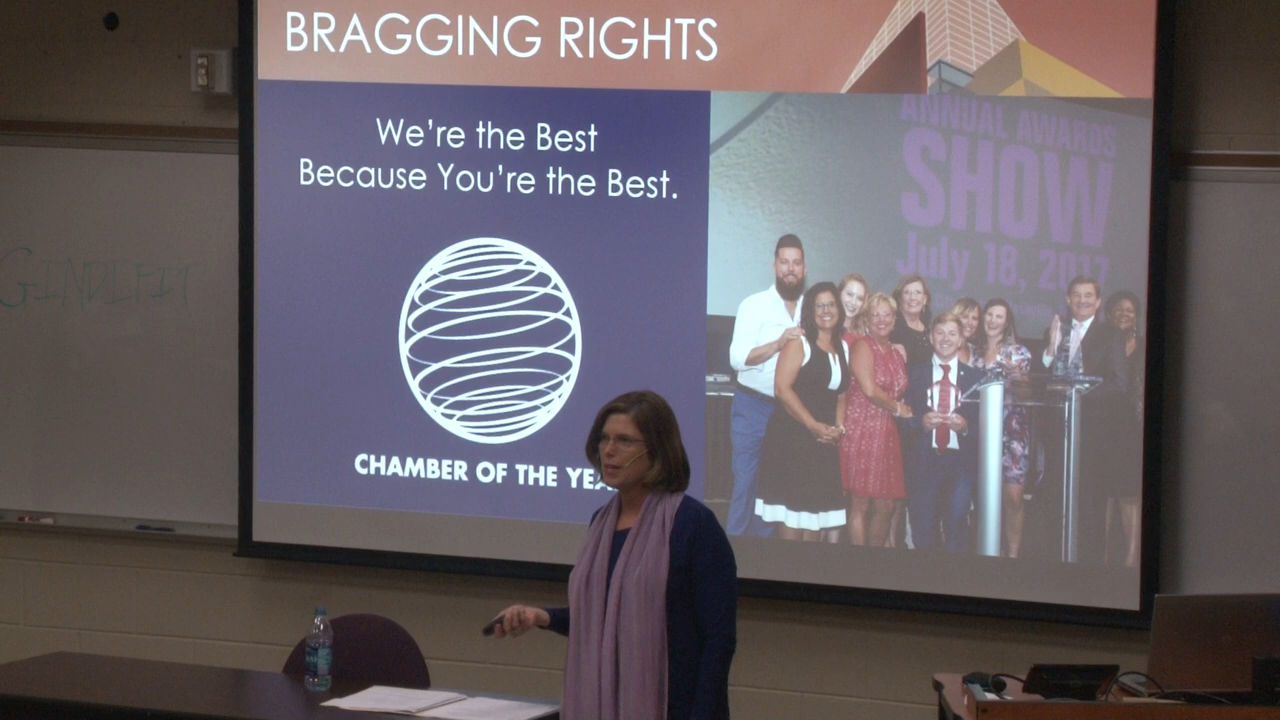 BRAGGING RIGHTS
We're the Best
Because You're the Best.
CHAMBER OF THE YEA
ANNUAL AWARDS
SHOW
July 18, 2017